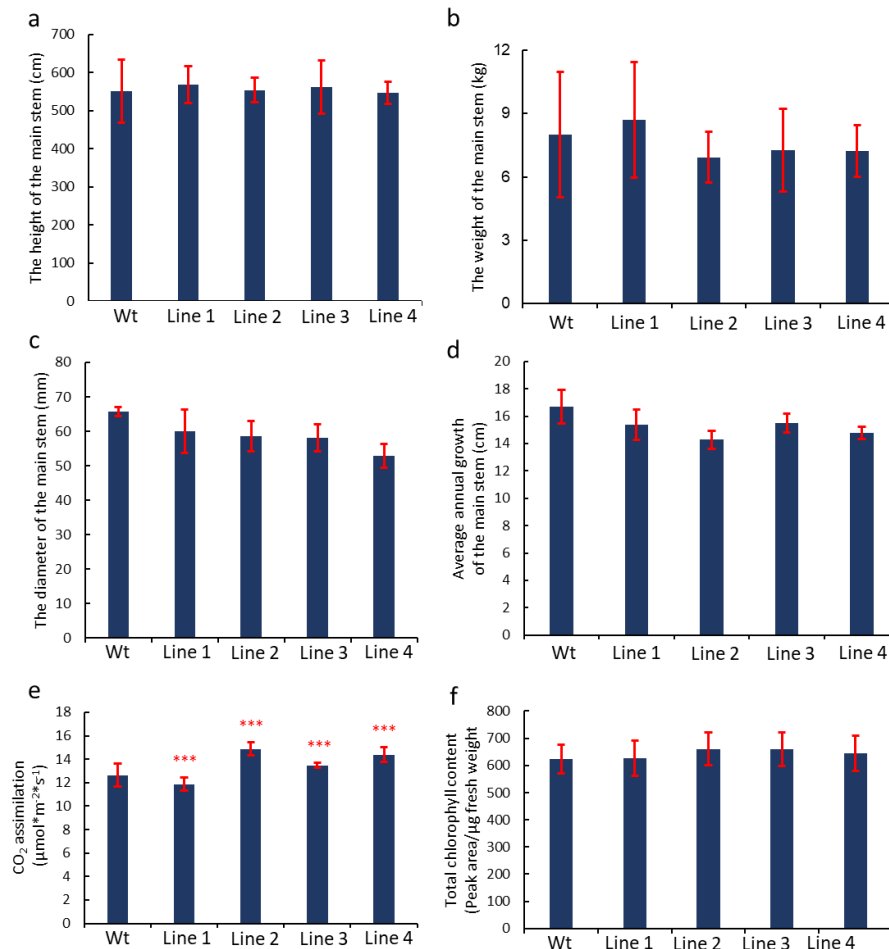 a
The height of the main stem (cm)
700
600
500
400
300
200
100
0
Wt Line 1 Line 2 Line 3 Line 4
b
The weight of the main stem (kg)
12
9
6
3
0
Wt Line 1 Line 2 Line 3 Line 4
c
The diameter of the main stem (mm)
80
70
60
50
40
30
20
10
0
Wt Line 1 Line 2 Line 3 Line 4
d
Average annual growth
of the main stem (cm)
20
18
16
14
12
10
8
6
4
2
0
Wt Line 1 Line 2 Line 3 Line 4
e
CO₂ assimilation
(µmol*m⁻²*s⁻¹)
18
16
14
12
10
8
6
4
2
0
*** *** *** ***
Wt Line 1 Line 2 Line 3 Line 4
f
Total chlorophyll content
(Peak area/µg fresh weight
800
700
600
500
400
300
200
100
0
Wt Line 1 Line 2 Line 3 Line 4